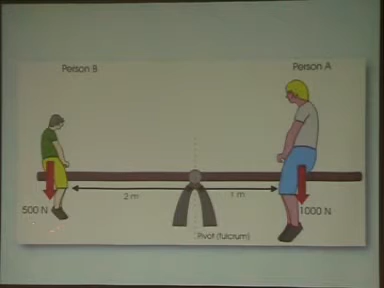 Person B
Person A
2 m
1 m
500 N
1000 N
Pivot (fulcrum)